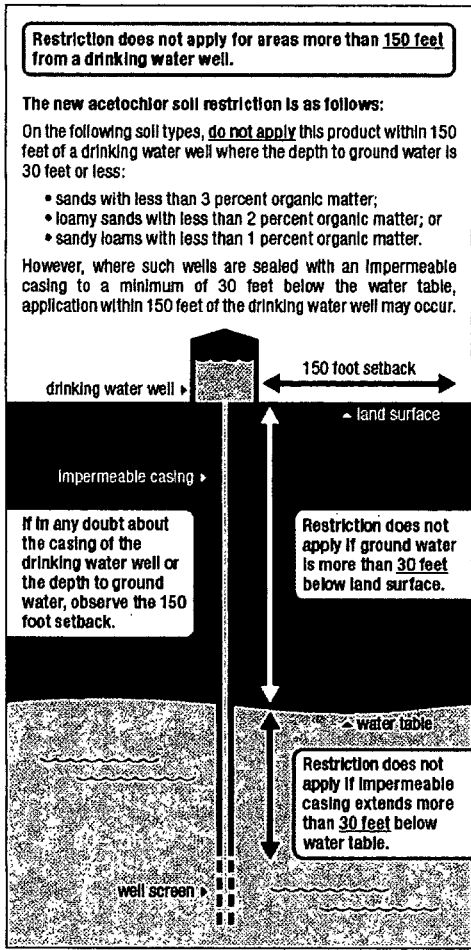 Restriction does not apply for areas more than 150 feet
from a drinking water well.
The new acetochlor soil restriction is as follows:
On the following soil types, do not apply this product within 150
feet of a drinking water well where the depth to ground water is
30 feet or less:
• sands with less than 3 percent organic matter;
• loamy sands with less than 2 percent organic matter; or
• sandy loams with less than 1 percent organic matter.
However, where such wells are sealed with an impermeable
casing to a minimum of 30 feet below the water table,
application within 150 feet of the drinking water well may occur.
150 foot setback
drinking water well
land surface
impermeable casing
If in any doubt about
the casing of the
drinking water well or
the depth to ground
water, observe the 150
foot setback.
Restriction does not
apply if ground water
is more than 30 feet
below land surface.
water table
Restriction does not
apply if impermeable
casing extends more
than 30 feet below
water table.
well screen